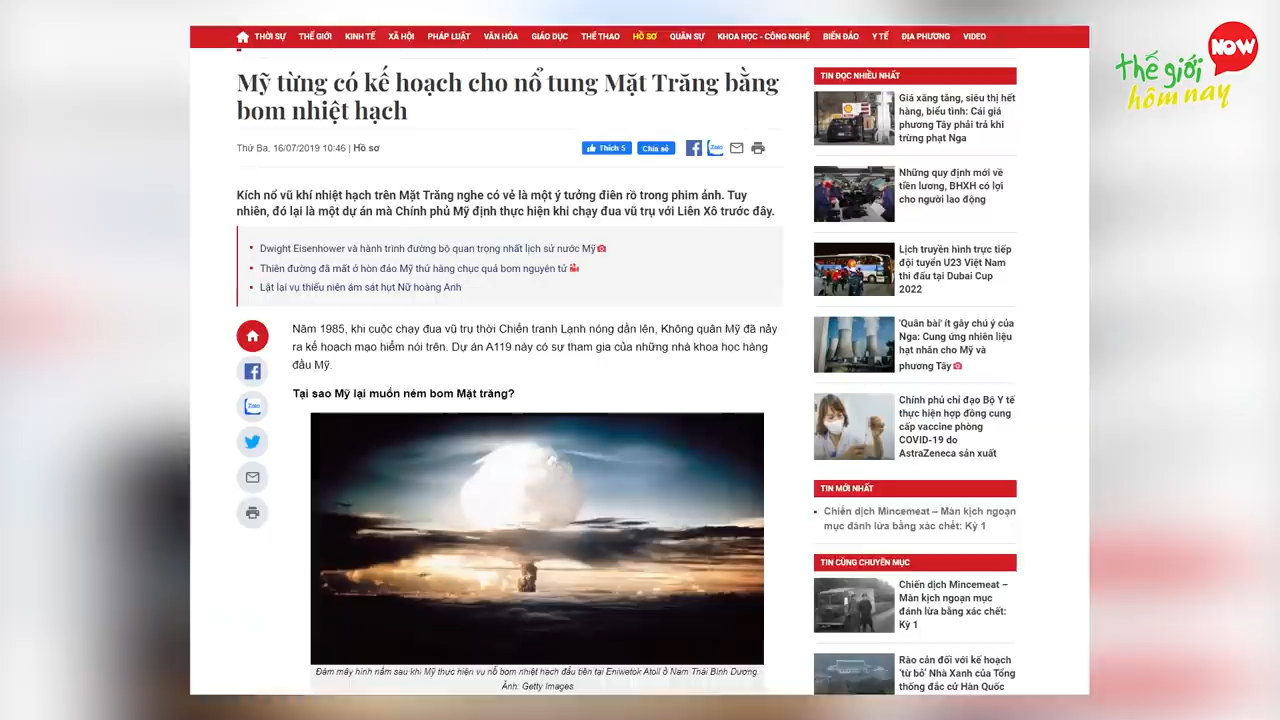 THỜI SỰ THẾ GIỚI KINH TẾ XÃ HỘI PHÁP LUẬT VĂN HÓA GIÁO DỤC THỂ THAO HỒ SƠ QUÂN SỰ KHOA HỌC - CÔNG NGHỆ BIỂN ĐẢO Y TẾ ĐỊA PHƯƠNG VIDEO
NOW
thế giới
hôm nay
Mỹ từng có kế hoạch cho nổ tung Mặt Trăng bằng
bom nhiệt hạch
Thứ Ba, 16/07/2019 10:46 | Hồ sơ
Thích 5
Chia sẻ
Zalo
Kích nổ vũ khí nhiệt hạch trên Mặt Trăng nghe có vẻ là một ý tưởng điên rồ trong phim ảnh. Tuy
nhiên, đó lại là một dự án mà Chính phủ Mỹ định thực hiện khi chạy đua vũ trụ với Liên Xô trước đây.
Dwight Eisenhower và hành trình đường bộ quan trọng nhất lịch sử nước Mỹ
Thiên đường đã mất ở hòn đảo Mỹ thử hàng chục quả bom nguyên tử
Lật lại vụ thiếu niên ám sát hụt Nữ hoàng Anh
Zalo
Năm 1985, khi cuộc chạy đua vũ trụ thời Chiến tranh Lạnh nóng dần lên, Không quân Mỹ đã nảy
ra kế hoạch mạo hiểm nói trên. Dự án A119 này có sự tham gia của những nhà khoa học hàng
đầu Mỹ.
Tại sao Mỹ lại muốn ném bom Mặt trăng?
Đám mây hình nấm sau khi Mỹ thực hiện vụ nổ bom nhiệt hạch đầu tiên tại Eniwetok Atoll ở Nam Thái Bình Dương.
Ảnh: Getty Images
TIN ĐỌC NHIỀU NHẤT
Giá xăng tăng, siêu thị hết
hàng, biểu tình: Cái giá
phương Tây phải trả khi
trừng phạt Nga
Những quy định mới về
tiền lương, BHXH có lợi
cho người lao động
Lịch truyền hình trực tiếp
đội tuyển U23 Việt Nam
thi đấu tại Dubai Cup
2022
'Quân bài' ít gây chú ý của
Nga: Cung ứng nhiên liệu
hạt nhân cho Mỹ và
phương Tây
Chính phủ chỉ đạo Bộ Y tế
thực hiện hợp đồng cung
cấp vaccine phòng
COVID-19 do
AstraZeneca sản xuất
TIN MỚI NHẤT
Chiến dịch Mincemeat – Màn kịch ngoạn
mục đánh lừa bằng xác chết: Kỳ 1
TIN CÙNG CHUYÊN MỤC
Chiến dịch Mincemeat –
Màn kịch ngoạn mục
đánh lừa bằng xác chết:
Kỳ 1
Rào cản đối với kế hoạch
'từ bỏ' Nhà Xanh của Tổng
thống đắc cử Hàn Quốc